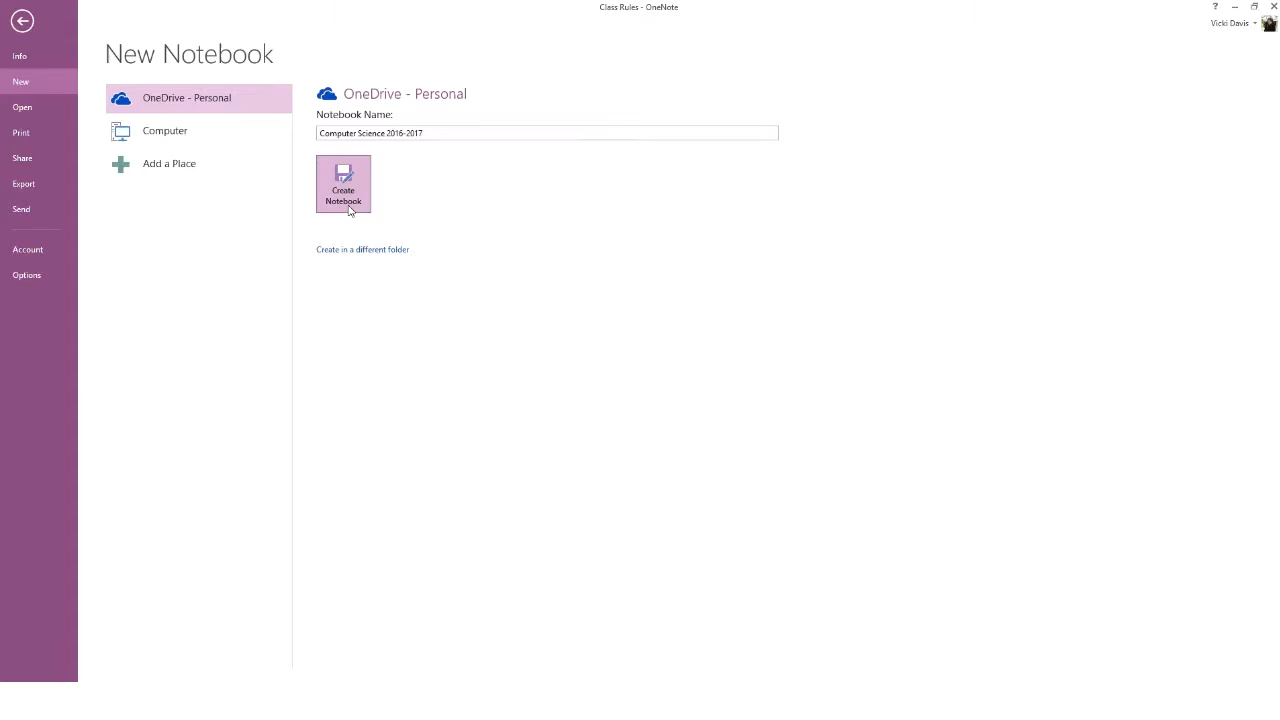 Class Rules - OneNote
?
Vicki Davis
Info
New
Open
Print
Share
Export
Send
Account
Options
New Notebook
OneDrive - Personal
Computer
Add a Place
OneDrive - Personal
Notebook Name:
Computer Science 2016-2017
Create
Notebook
Create in a different folder